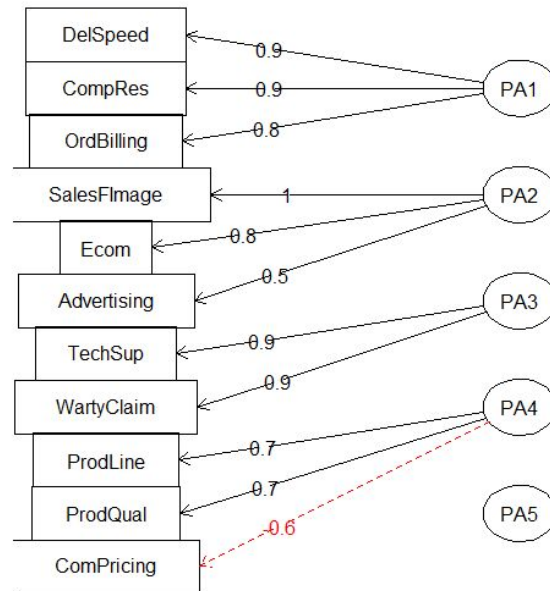 DelSpeed
0.9
CompRes
0.9
PA1
OrdBilling
0.8
SalesFImage
1
PA2
Ecom
0.8
Advertising
0.5
PA3
TechSup
0.9
WartyClaim
0.9
PA4
ProdLine
0.7
ProdQual
0.7
PA5
ComPricing
-0.6